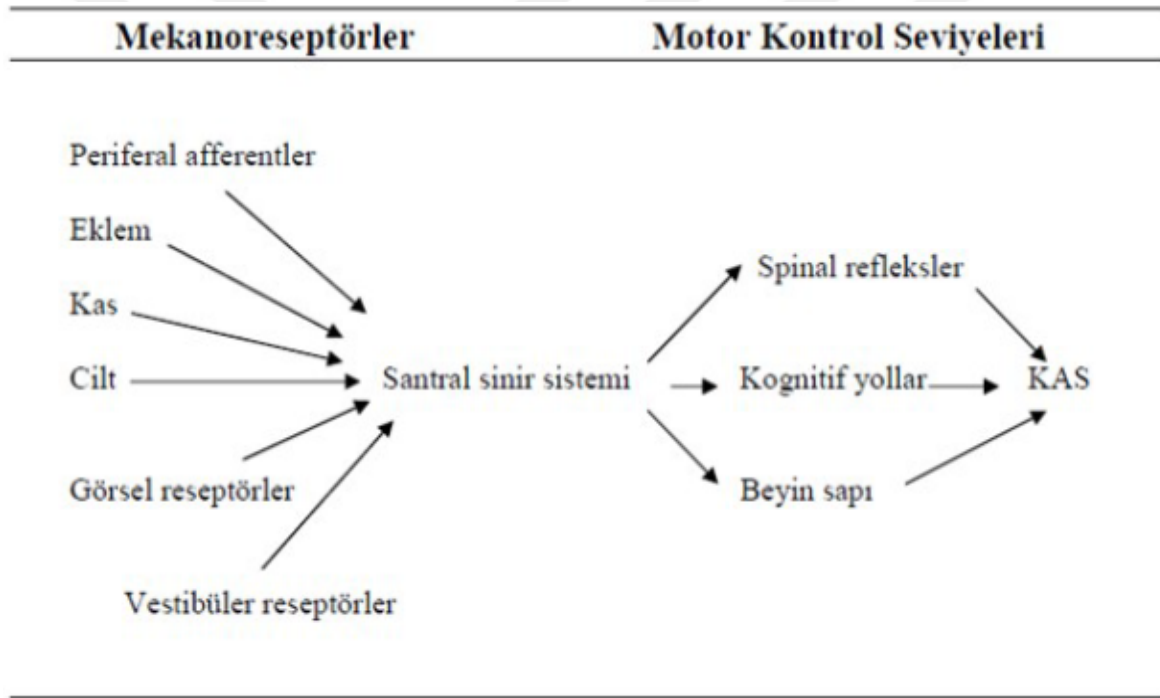 Mekanoreseptörler
Motor Kontrol Seviyeleri
Periferal afferentler
Eklem
Kas
Cilt
Görsel reseptörler
Vestibüler reseptörler
Santral sinir sistemi
Spinal refleksler
Kognitif yollar
Beyin sapı
KAS